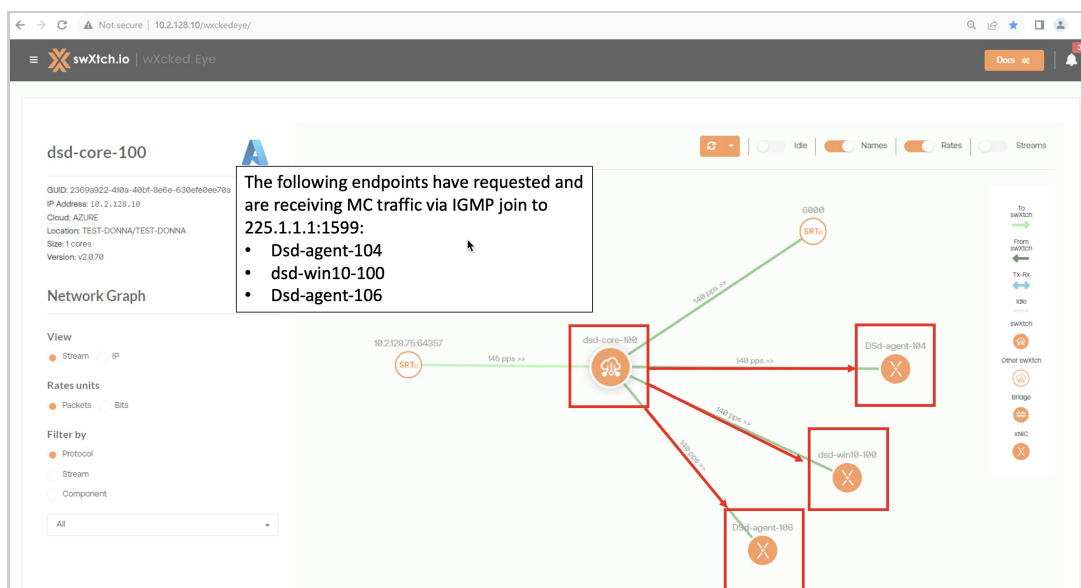 Not secure | 10.2.128.10/wxckedeye/
swXtch.io | wXcked Eye
Docs
dsd-core-100
Idle
Names
Rates
Streams
GUID: 2369a922-4f0a-40bf-8e6e-630efe0ee70a
IP Address: 10.2.128.10
Cloud: AZURE
Location: TEST-DONNA/TEST-DONNA
Size: 1 cores
Version: v2.0.70
The following endpoints have requested and
are receiving MC traffic via IGMP join to
225.1.1.1:1599:
• Dsd-agent-104
• dsd-win10-100
• Dsd-agent-106
Network Graph
View
Stream
IP
Rates units
Packets
Bits
Filter by
Protocol
Stream
Component
All
6000
SRT
148 pps >>
10.2.128.75:64357
SRT
145 pps >>
dsd-core-100
140 pps >>
DSd-agent-104
140 pps >>
dsd-win10-100
140 pps >>
DSd-agent-106
To
swXtch
From
swXtch
Tx-Rx
Idle
swXtch
Other swXtch
Bridge
xNIC